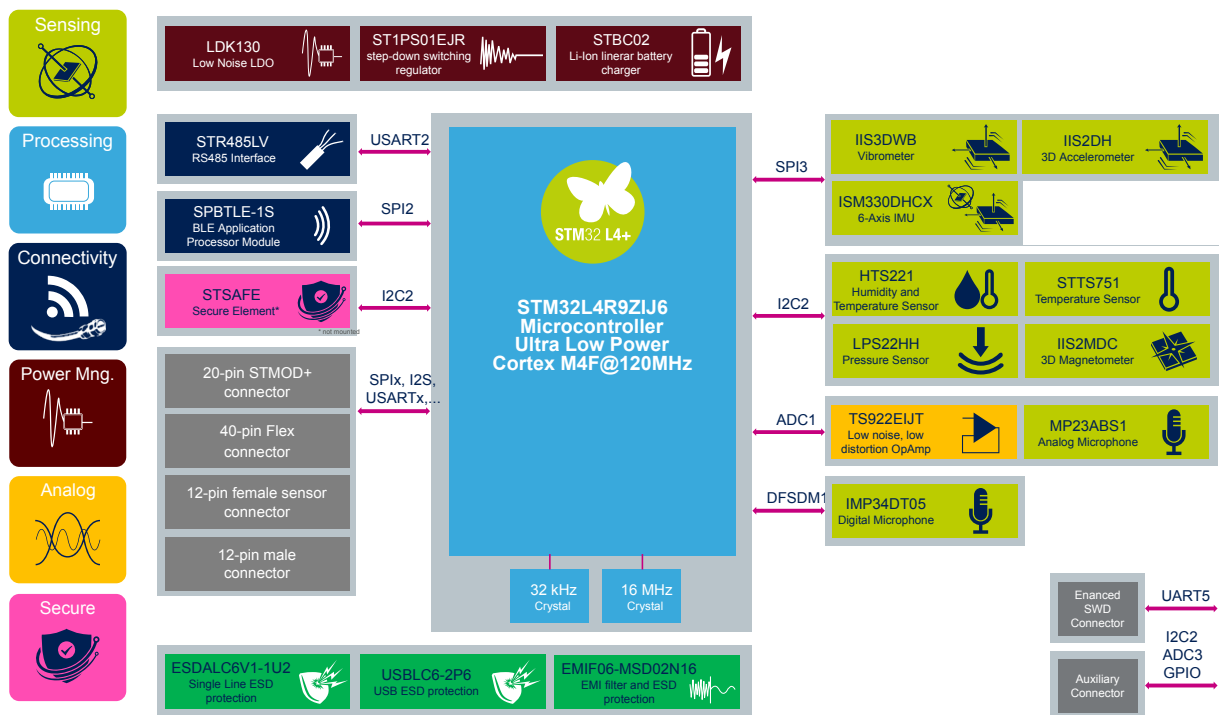 Sensing
Processing
Connectivity
Power Mng.
Analog
Secure
LDK130
Low Noise LDO
ST1PS01EJR
step-down switching
regulator
STBC02
Li-Ion linerar battery
charger
STR485LV
RS485 Interface
USART2
SPBTLE-1S
BLE Application
Processor Module
SPI2
STSAFE
Secure Element*
* not mounted
I2C2
20-pin STMOD+
connector
40-pin Flex
connector
12-pin female sensor
connector
12-pin male
connector
SPIx, I2S,
USARTx,...
STM32 L4+
STM32L4R9ZIJ6
Microcontroller
Ultra Low Power
Cortex M4F@120MHz
32 kHz
Crystal
16 MHz
Crystal
SPI3
IIS3DWB
Vibrometer
IIS2DH
3D Accelerometer
ISM330DHCX
6-Axis IMU
I2C2
HTS221
Humidity and
Temperature Sensor
STTS751
Temperature Sensor
LPS22HH
Pressure Sensor
IIS2MDC
3D Magnetometer
ADC1
TS922EIJT
Low noise, low
distortion OpAmp
MP23ABS1
Analog Microphone
DFSDM1
IMP34DT05
Digital Microphone
Enanced
SWD
Connector
UART5
Auxiliary
Connector
I2C2
ADC3
GPIO
ESDALC6V1-1U2
Single Line ESD
protection
USBLC6-2P6
USB ESD protection
EMIF06-MSD02N16
EMI filter and ESD
protection